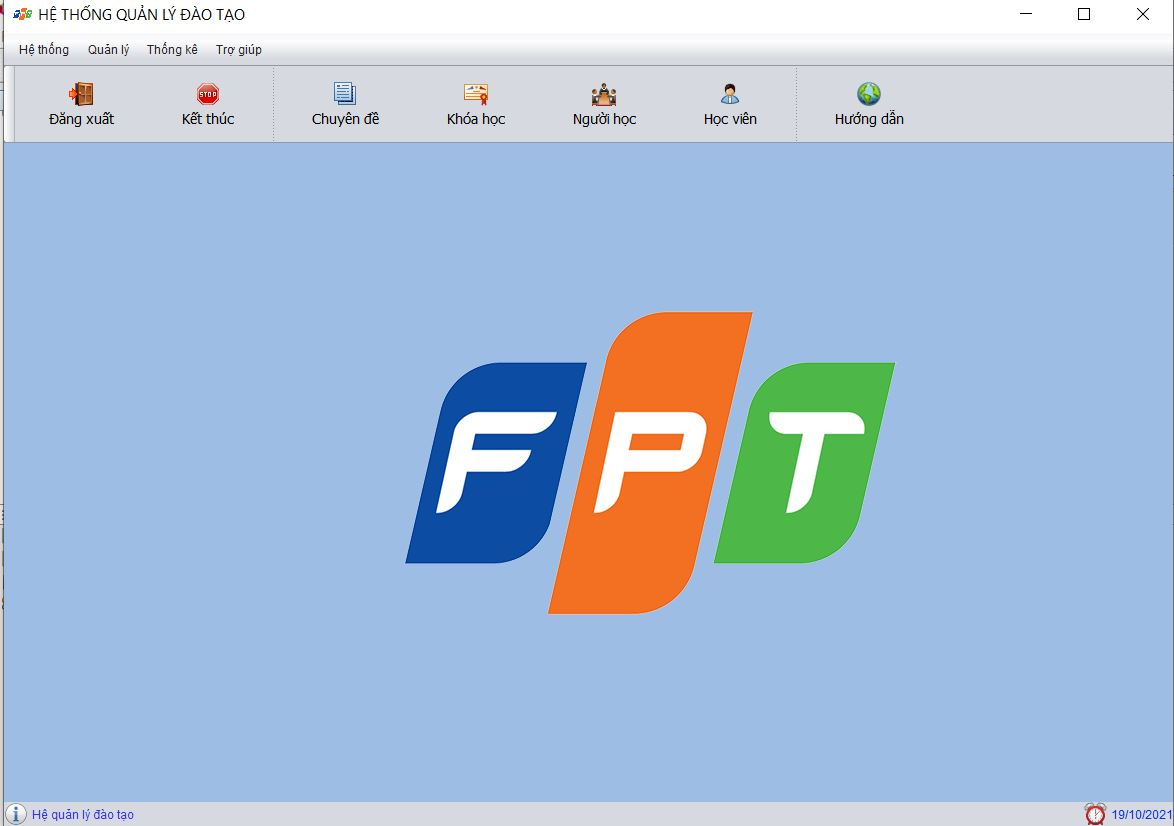 HỆ THỐNG QUẢN LÝ ĐÀO TẠO
Hệ thống Quản lý Thống kê Trợ giúp
STOP
Đăng xuất Kết thúc Chuyên đề Khóa học Người học Học viên Hướng dẫn
FPT
Hệ quản lý đào tạo 19/10/2021